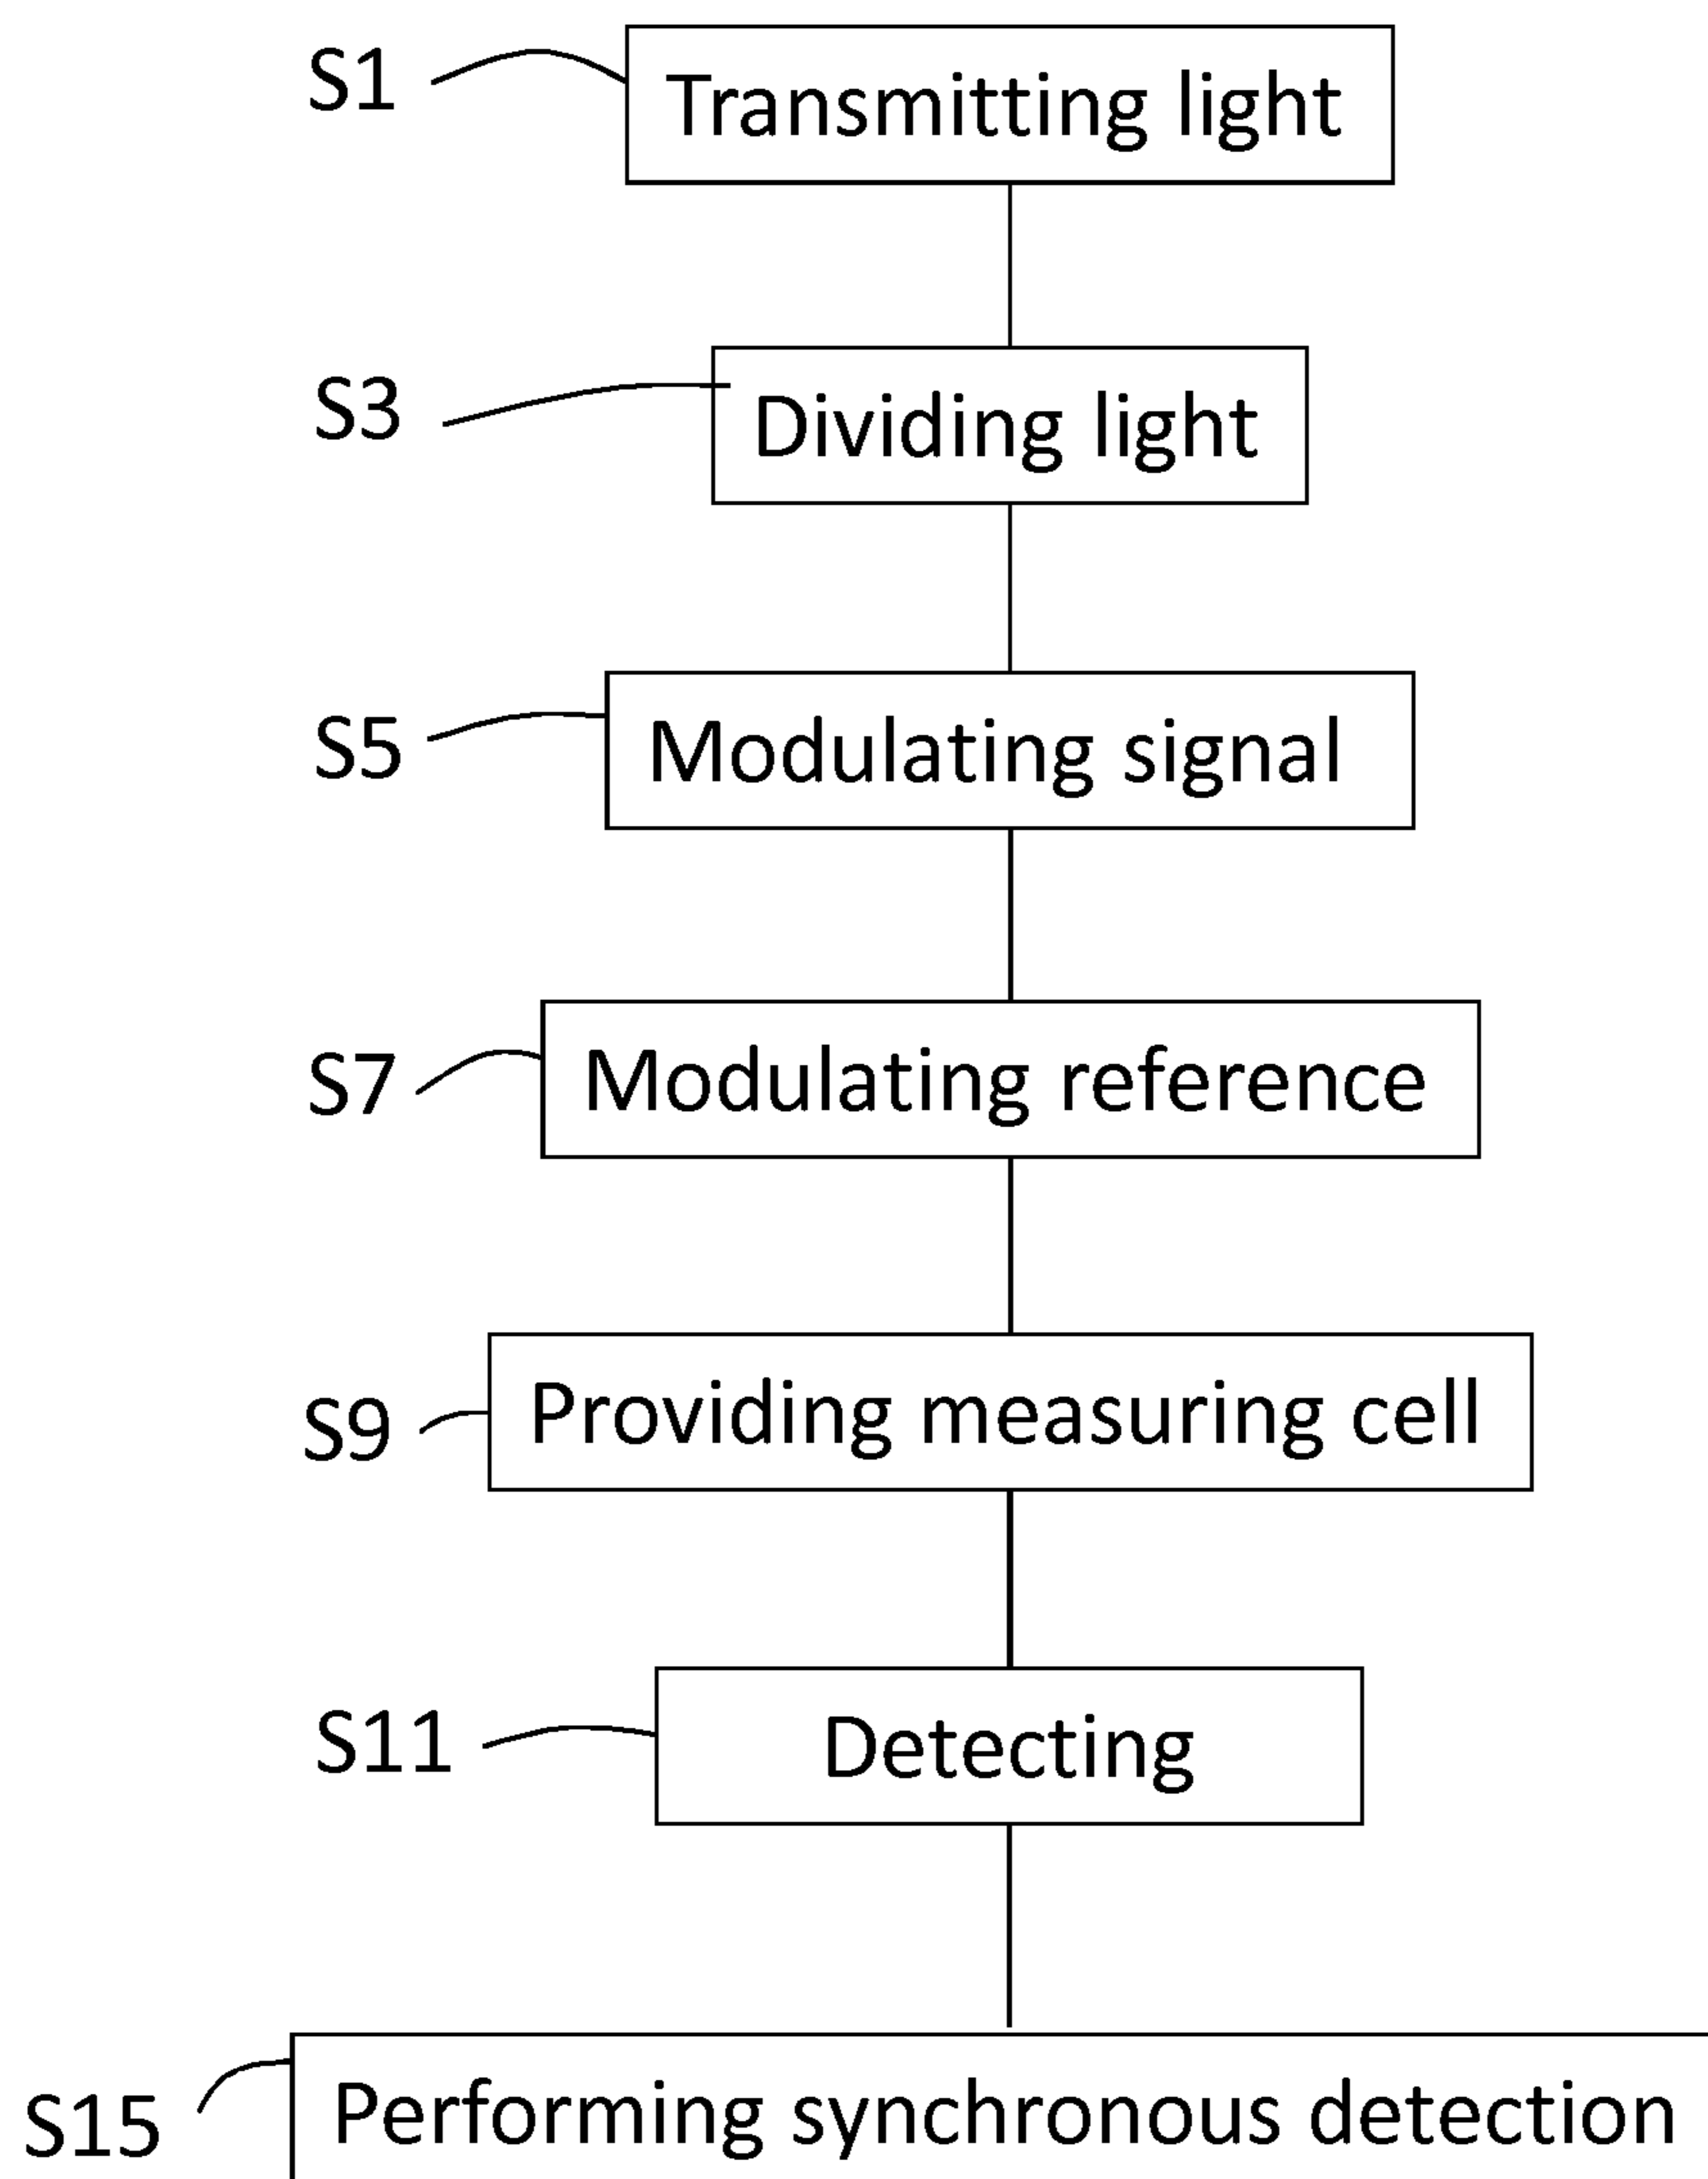 S1 Transmitting light
S3 Dividing light
S5 Modulating signal
S7 Modulating reference
S9 Providing measuring cell
S11 Detecting
S15 Performing synchronous detection